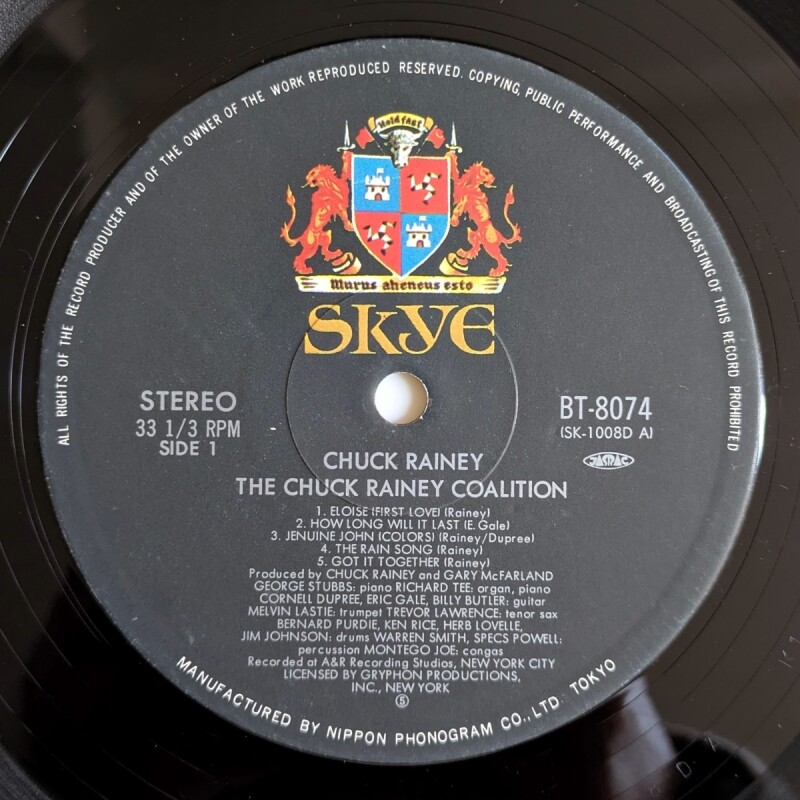 ALL RIGHTS OF THE RECORD PRODUCER AND OF THE OWNER OF THE WORK REPRODUCED RESERVED. COPYING, PUBLIC PERFORMANCE AND BROADCASTING OF THIS RECORD PROHIBITED
Hold fast
Murus aheneus esto
SKYE
STEREO
33 1/3 RPM
SIDE 1
BT-8074
(SK-1008D A)
JASRAC
CHUCK RAINEY
THE CHUCK RAINEY COALITION
1. ELOISE (FIRST LOVE) (Rainey)
2. HOW LONG WILL IT LAST (E. Gale)
3. JENUINE JOHN (COLORS) (Rainey/Dupree)
4. THE RAIN SONG (Rainey)
5. GOT IT TOGETHER (Rainey)
Produced by CHUCK RAINEY and GARY McFARLAND
GEORGE STUBBS: piano RICHARD TEE: organ, piano
CORNELL DUPREE, ERIC GALE, BILLY BUTLER: guitar
MELVIN LASTIE: trumpet TREVOR LAWRENCE: tenor sax
BERNARD PURDIE, KEN RICE, HERB LOVELLE,
JIM JOHNSON: drums WARREN SMITH, SPECS POWELL:
percussion MONTEGO JOE: congas
Recorded at A&R Recording Studios, NEW YORK CITY
LICENSED BY GRYPHON PRODUCTIONS,
INC., NEW YORK
MANUFACTURED BY NIPPON PHONOGRAM CO., LTD. TOKYO